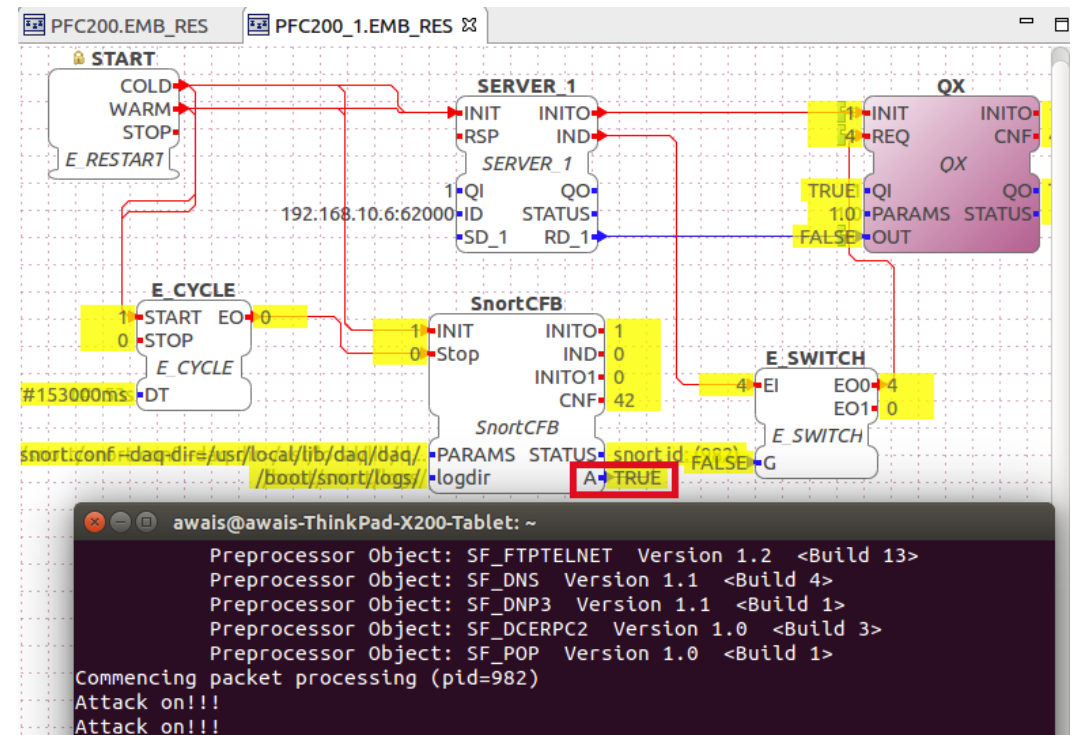 PFC200.EMB_RES
PFC200_1.EMB_RES
START
COLD
WARM
STOP
E_RESTART
SERVER_1
INIT INITO
RSP IND
SERVER_1
1 QI QO
192.168.10.6:62000 ID STATUS
SD_1 RD_1
QX
1 INIT INITO
4 REQ CNF
QX
TRUE QI QO
1.0 PARAMS STATUS
FALSE OUT
E_CYCLE
1 START EO 0
0 STOP
E_CYCLE
#153000ms DT
SnortCFB
1 INIT INITO 1
0 Stop IND 0
INITO1 0
CNF 42
SnortCFB
snort.conf --daq-dir=/usr/local/lib/daq/daq/ PARAMS STATUS snort id:
/boot/snort/logs// logdir A TRUE
E_SWITCH
4 EI EO0 4
EO1 0
E_SWITCH
FALSE G
awais@awais-ThinkPad-X200-Tablet: ~
Preprocessor Object: SF_FTPTELNET Version 1.2 <Build 13>
Preprocessor Object: SF_DNS Version 1.1 <Build 4>
Preprocessor Object: SF_DNP3 Version 1.1 <Build 1>
Preprocessor Object: SF_DCERPC2 Version 1.0 <Build 3>
Preprocessor Object: SF_POP Version 1.0 <Build 1>
Commencing packet processing (pid=982)
Attack on!!!
Attack on!!!